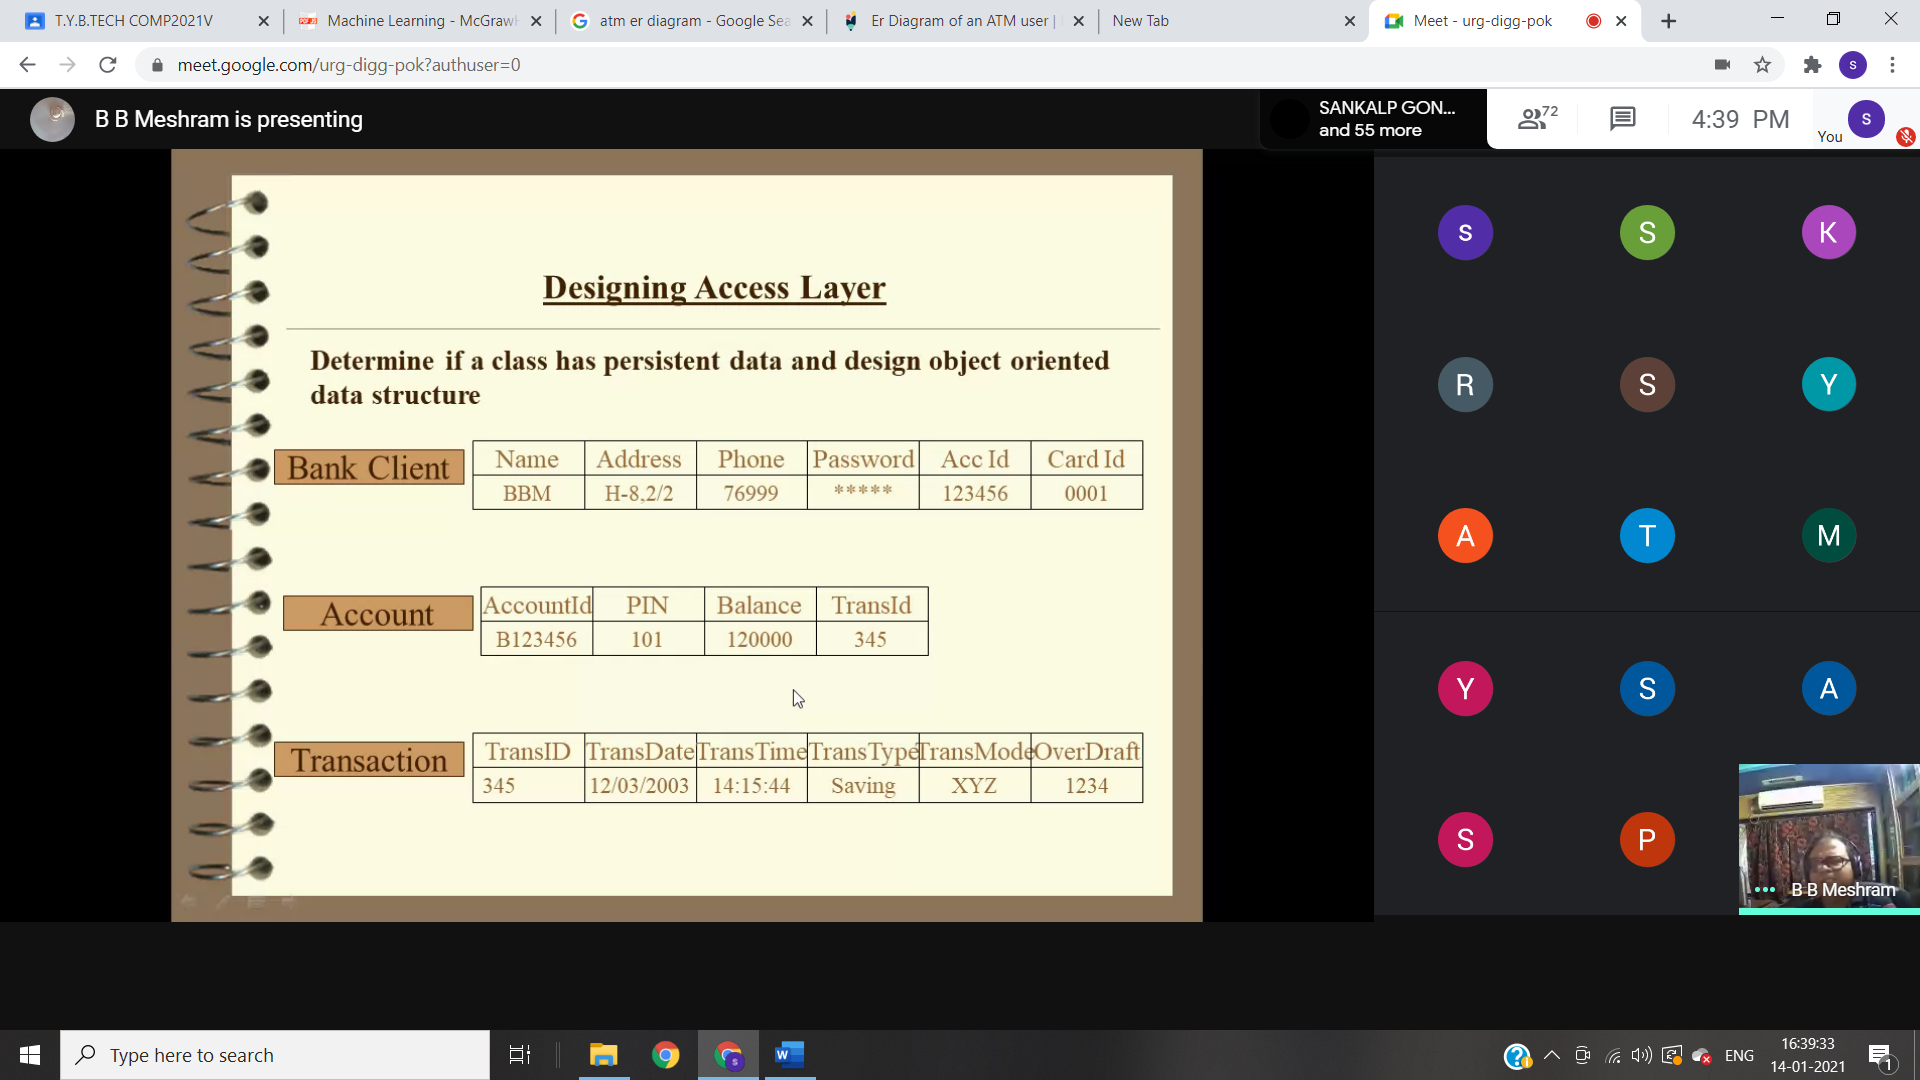 T.Y.B.TECH COMP2021V
Machine Learning - McGrawH
atm er diagram - Google Sea
Er Diagram of an ATM user |
New Tab
Meet - urg-digg-pok
meet.google.com/urg-digg-pok?authuser=0
S
B B Meshram is presenting
SANKALP GON...
and 55 more
72
4:39 PM
You
S
Designing Access Layer
Determine if a class has persistent data and design object oriented
data structure
Bank Client
Name Address Phone Password Acc Id Card Id
BBM H-8,2/2 76999 ***** 123456 0001
Account
AccountId PIN Balance TransId
B123456 101 120000 345
Transaction
TransID TransDate TransTime TransType TransMode OverDraft
345 12/03/2003 14:15:44 Saving XYZ 1234
s S K
R S Y
A T M
Y S A
S P
B B Meshram
Type here to search
W
ENG
16:39:33
14-01-2021
1